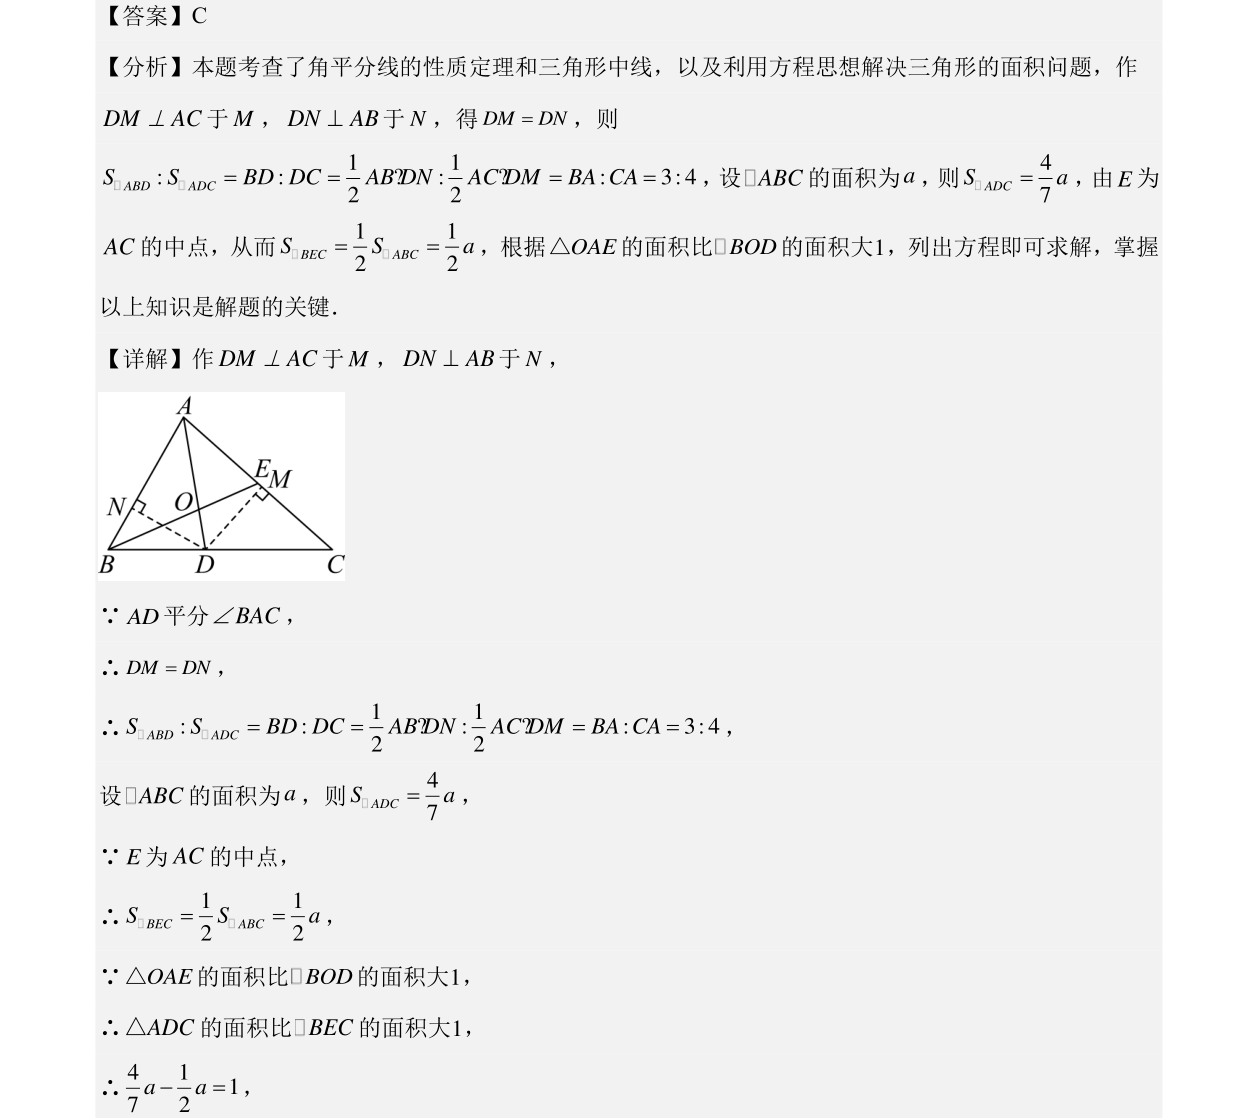 【答案】C
【分析】本题考查了角平分线的性质定理和三角形中线，以及利用方程思想解决三角形的面积问题，作
DM ⊥ AC 于 M ， DN ⊥ AB 于 N ，得 DM = DN ，则
S□ABD : S□ADC = BD : DC = 1/2 AB?DN : 1/2 AC?DM = BA : CA = 3 : 4 ，设□ABC 的面积为 a ，则 S□ADC = 4/7 a ，由 E 为
AC 的中点，从而 S□BEC = 1/2 S□ABC = 1/2 a ，根据 △OAE 的面积比□BOD 的面积大1，列出方程即可求解，掌握
以上知识是解题的关键．
【详解】作 DM ⊥ AC 于 M ， DN ⊥ AB 于 N ，
A
E M
N O
B D C
∵ AD 平分 ∠BAC ，
∴ DM = DN ，
∴ S□ABD : S□ADC = BD : DC = 1/2 AB?DN : 1/2 AC?DM = BA : CA = 3 : 4 ，
设□ABC 的面积为 a ，则 S□ADC = 4/7 a ，
∵ E 为 AC 的中点，
∴ S□BEC = 1/2 S□ABC = 1/2 a ，
∵ △OAE 的面积比□BOD 的面积大1，
∴ △ADC 的面积比□BEC 的面积大1，
∴ 4/7 a − 1/2 a = 1 ，